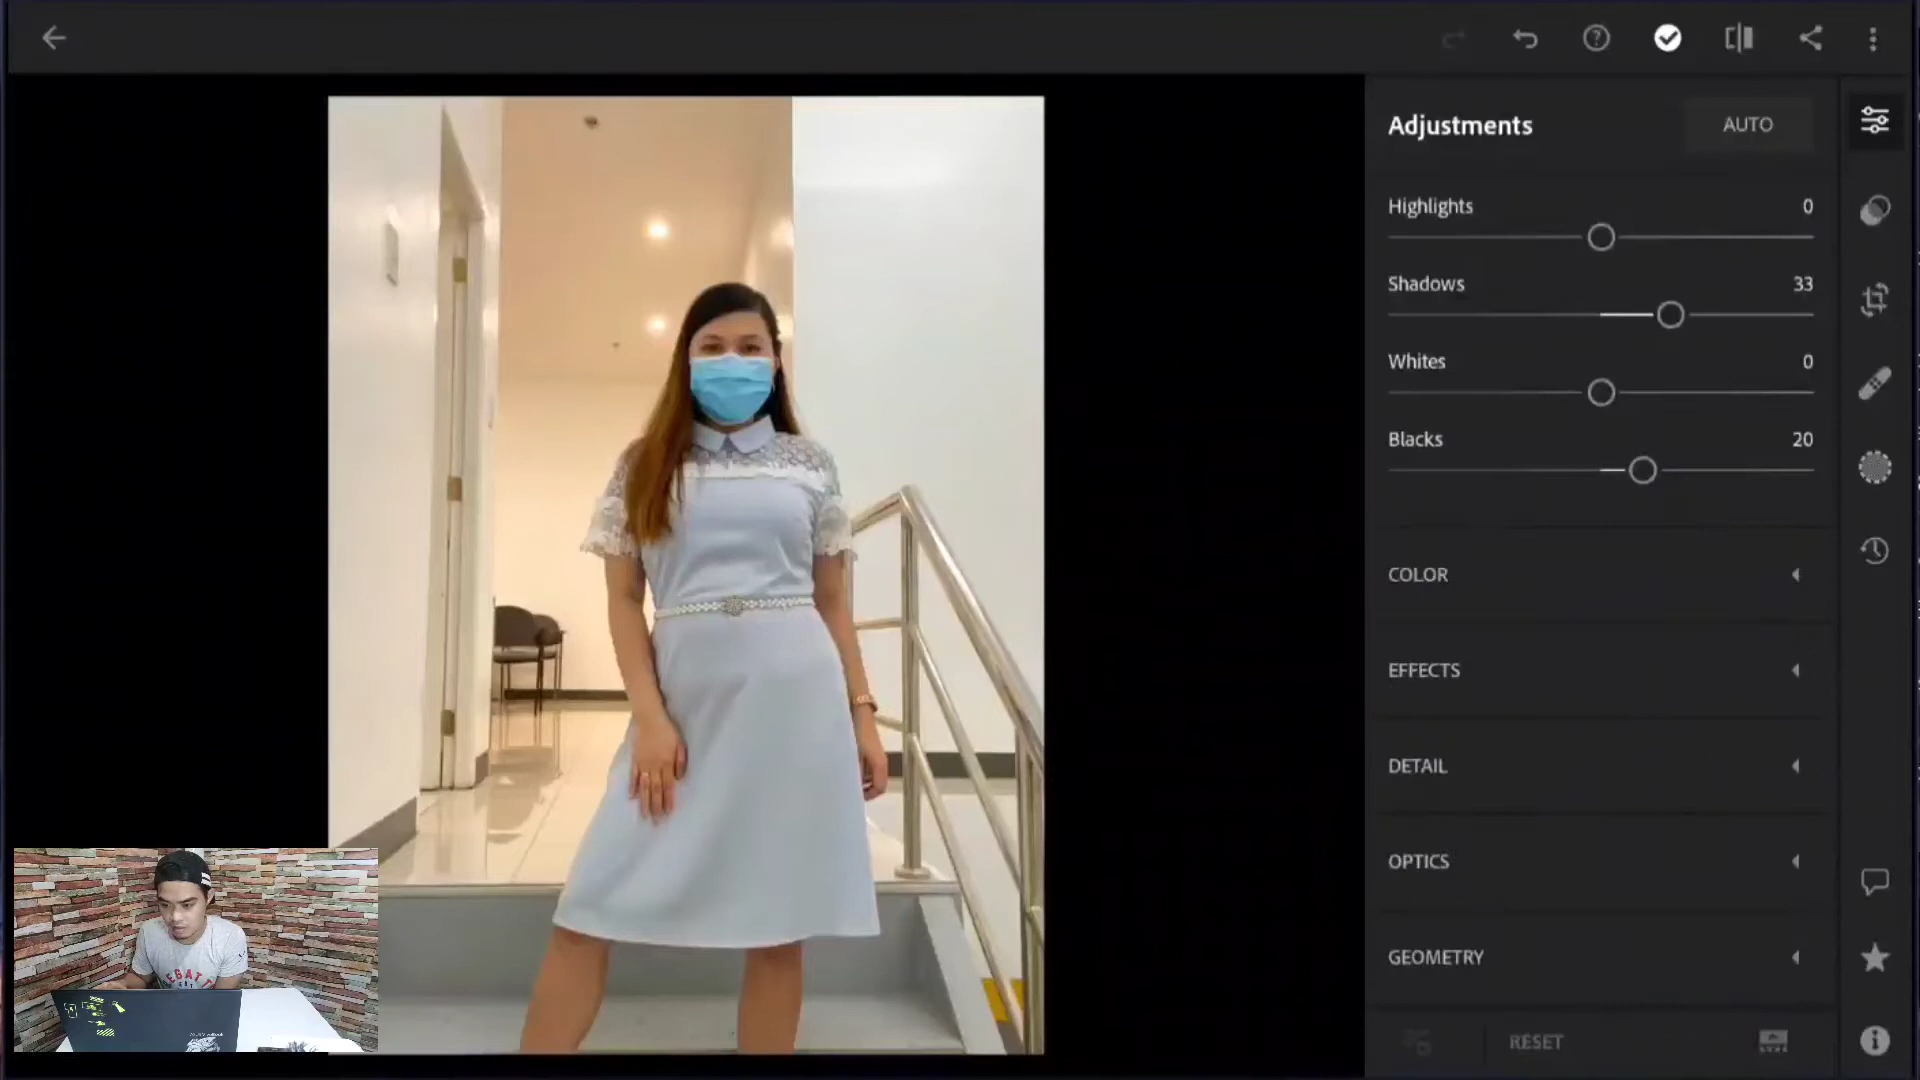 Adjustments
AUTO
Highlights 0
Shadows 33
Whites 0
Blacks 20
COLOR
EFFECTS
DETAIL
OPTICS
GEOMETRY
RESET